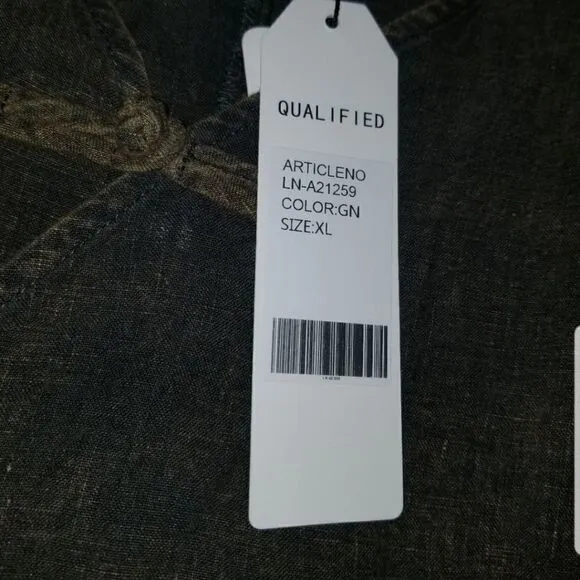 QUALIFIED
ARTICLENO
LN-A21259
COLOR:GN
SIZE:XL